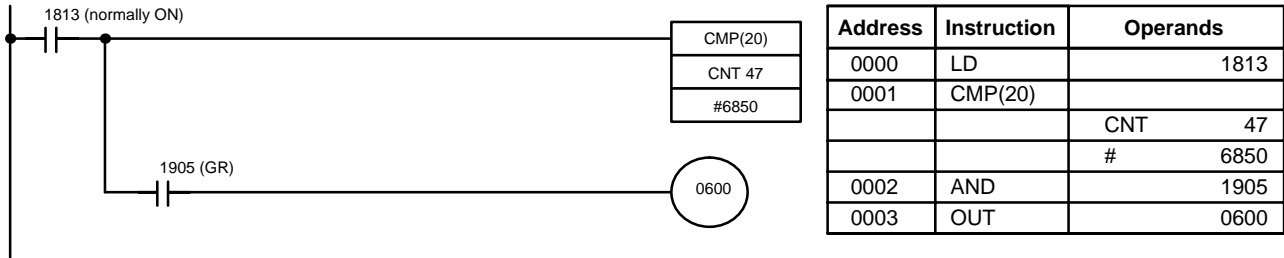 1813 (normally ON)
CMP(20)
CNT 47
#6850
1905 (GR)
0600
Address Instruction Operands
0000 LD 1813
0001 CMP(20)
CNT 47
# 6850
0002 AND 1905
0003 OUT 0600